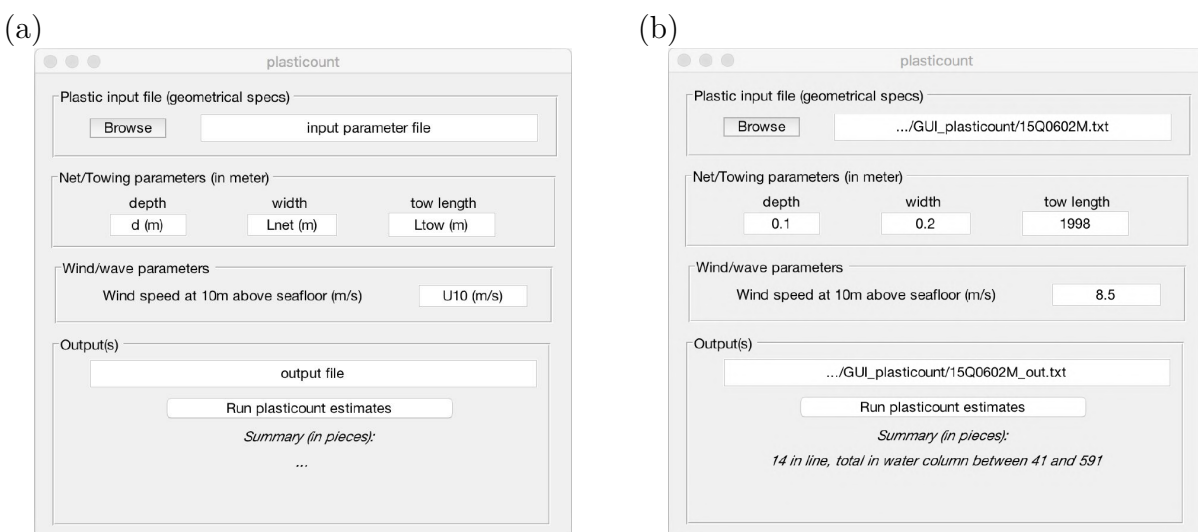 (a)
plasticount
Plastic input file (geometrical specs)
Browse
input parameter file
Net/Towing parameters (in meter)
depth width tow length
d (m) Lnet (m) Ltow (m)
Wind/wave parameters
Wind speed at 10m above seafloor (m/s) U10 (m/s)
Output(s)
output file
Run plasticount estimates
Summary (in pieces):
...
(b)
plasticount
Plastic input file (geometrical specs)
Browse
.../GUI_plasticount/15Q0602M.txt
Net/Towing parameters (in meter)
depth width tow length
0.1 0.2 1998
Wind/wave parameters
Wind speed at 10m above seafloor (m/s) 8.5
Output(s)
.../GUI_plasticount/15Q0602M_out.txt
Run plasticount estimates
Summary (in pieces):
14 in line, total in water column between 41 and 591